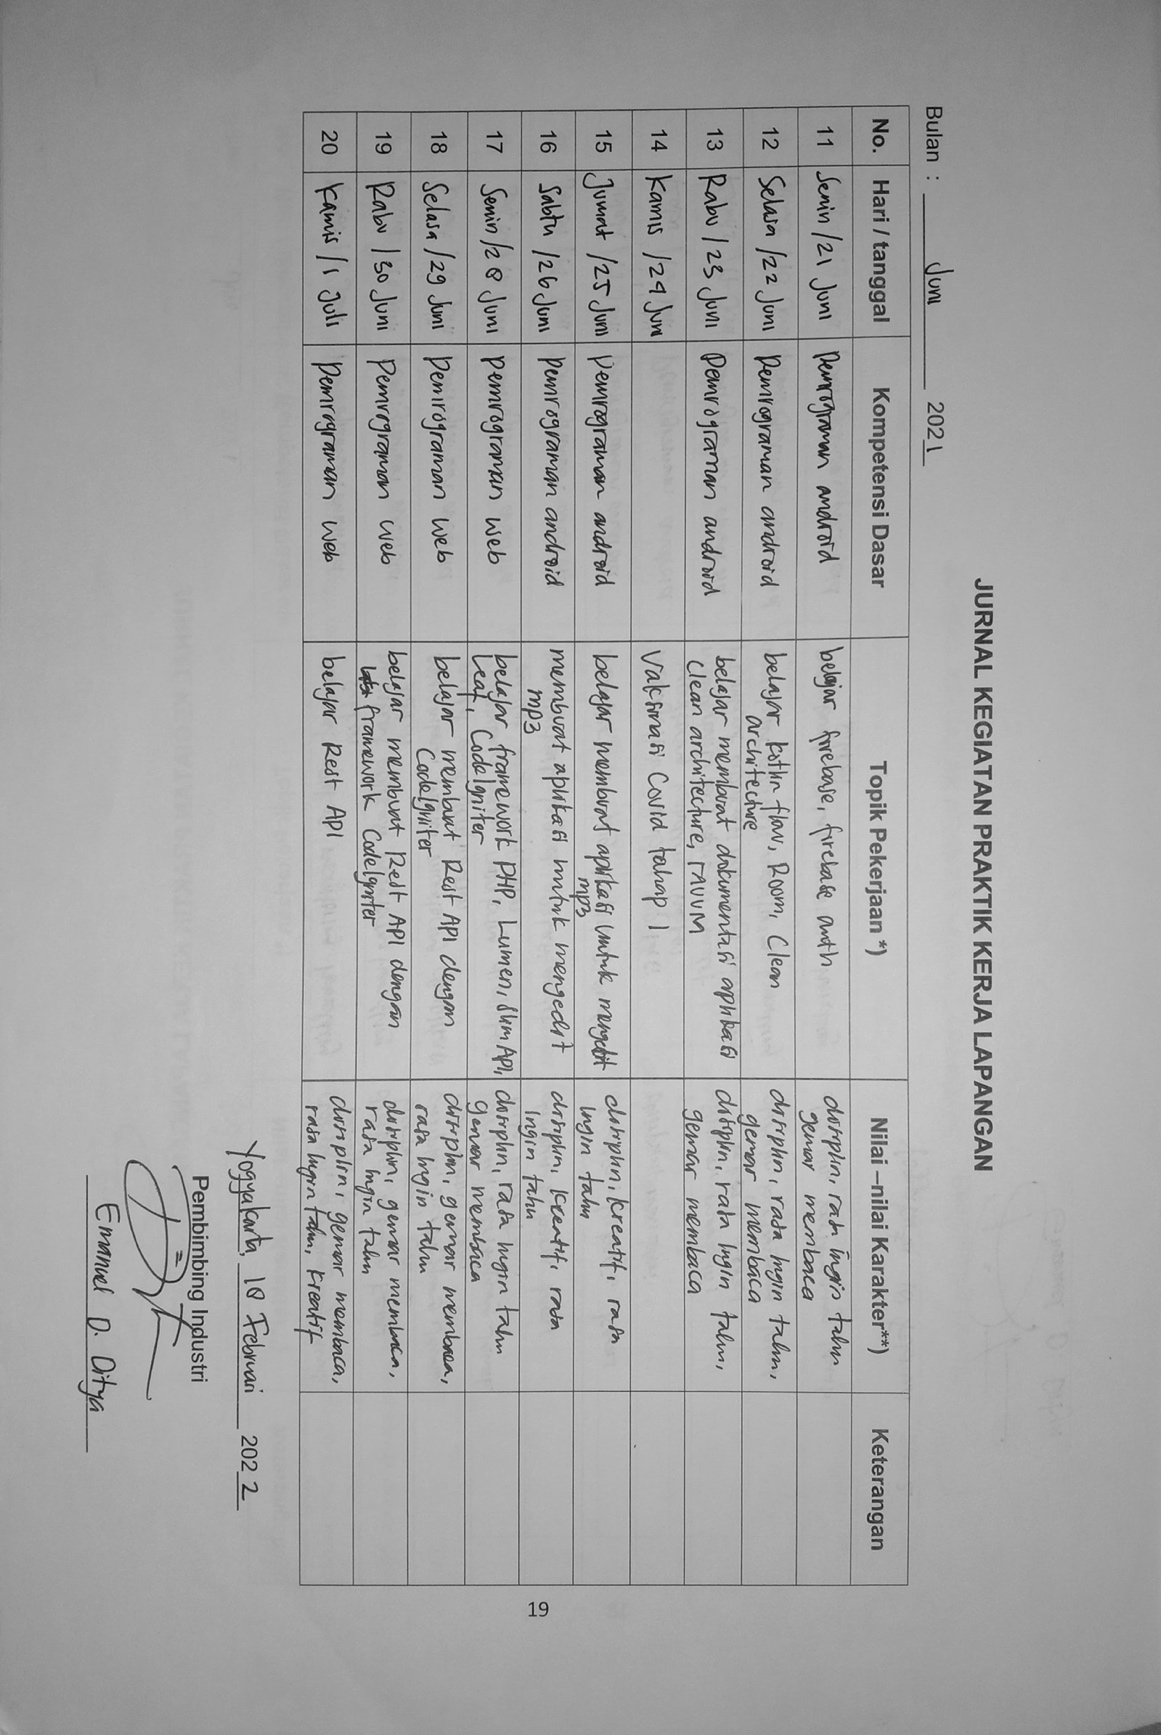 JURNAL KEGIATAN PRAKTIK KERJA LAPANGAN
Bulan : Juni 2021
No. Hari / tanggal Kompetensi Dasar Topik Pekerjaan *) Nilai –nilai Karakter**) Keterangan
11 Senin /21 Juni Pemrograman android belajar firebase, firebase auth disiplin, rasa ingin tahu
gemar membaca
12 Selasa /22 Juni Pemrograman android belajar kotlin flow, Room, Clean disiplin, rasa ingin tahu,
architecture gemar membaca
13 Rabu /23 Juni Pemrograman android belajar membuat dokumentasi aplikasi disiplin, rasa ingin tahu,
clean architecture, MVVM gemar membaca
14 Kamis /24 Juni Vaksinasi Covid tahap 1
15 Jumat /25 Juni Pemrograman android belajar membuat aplikasi untuk mengedit disiplin, kreatif, rasa
mp3 ingin tahu
16 Sabtu /26 Juni Pemrograman android membuat aplikasi untuk mengedit disiplin, kreatif, rasa
mp3 ingin tahu
17 Senin /28 Juni Pemrograman web belajar framework PHP, Lumen, Slim API, disiplin, rasa ingin tahu
Leaf, CodeIgniter gemar membaca
18 Selasa /29 Juni Pemrograman web belajar membuat Rest API dengan disiplin, gemar membaca,
CodeIgniter rasa ingin tahu
19 Rabu /30 Juni Pemrograman web belajar membuat Rest API dengan disiplin, gemar membaca,
framework CodeIgniter rasa ingin tahu
20 Kamis /1 Juli Pemrograman web belajar Rest API disiplin, gemar membaca,
rasa ingin tahu, kreatif
Yogyakarta, 18 Februari 2022
Pembimbing Industri
Emanuel D. Ditya
19